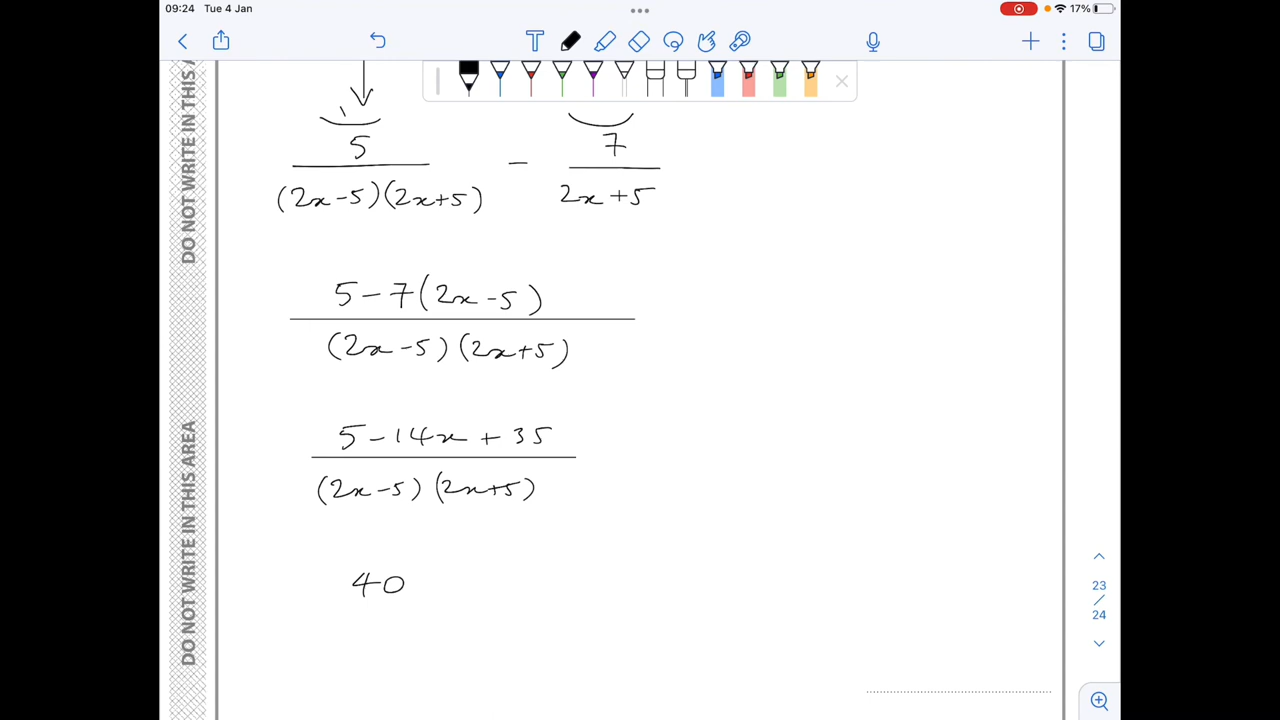 09:24 Tue 4 Jan
17%
DO NOT WRITE IN THIS A
5
(2x-5)(2x+5)
-
7
2x+5
5-7(2x-5)
(2x-5)(2x+5)
5-14x+35
(2x-5)(2x+5)
40
DO NOT WRITE IN THIS AREA
23
/
24